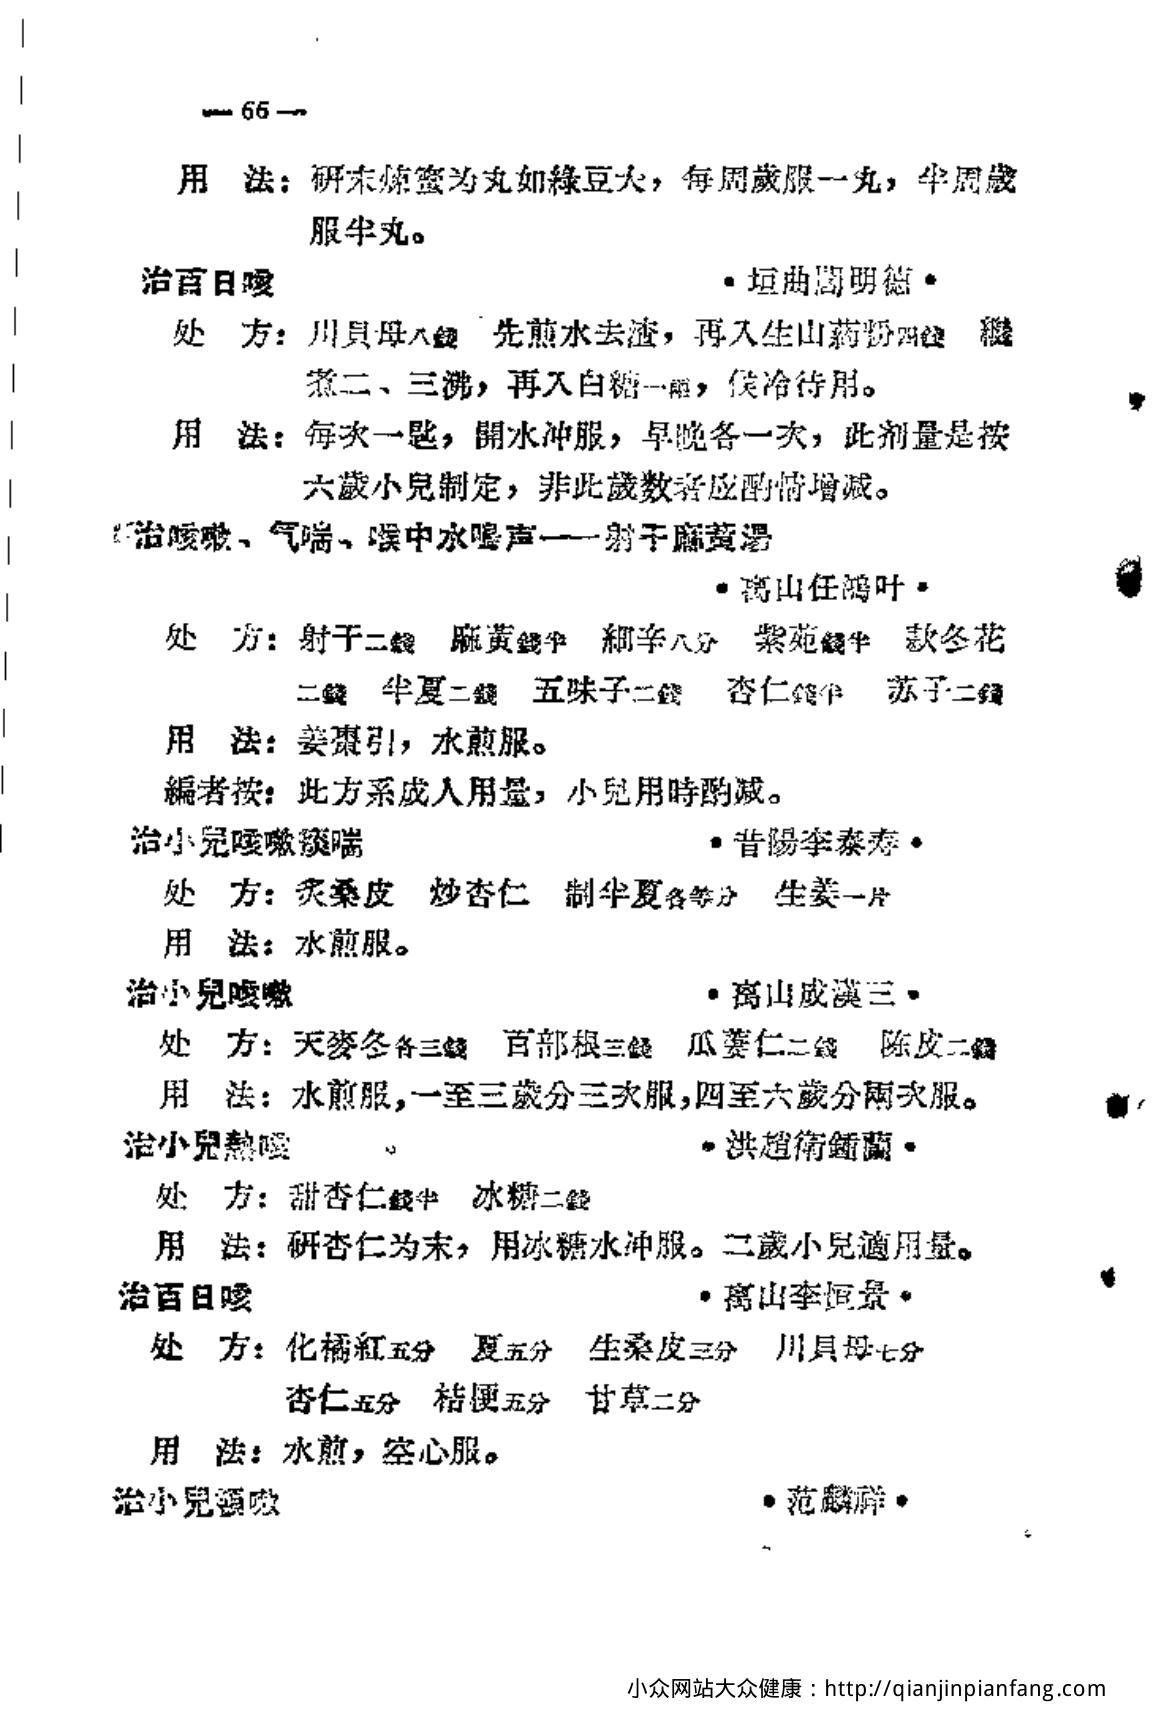 — 66 —
用　法：研末煉蜜为丸如綠豆大，每周歲服一丸，半周歲
服半丸。
治百日咳　•垣曲閻明德•
处　方：川貝母八錢　先煎水去渣，再入生山葯粉四錢　繼
煮二、三沸，再入白糖一兩，候冷待用。
用　法：每次一匙，開水冲服，早晚各一次，此剂量是按
六歲小兒制定，非此歲数者应酌情增减。
治咳嗽、气喘、喉中水鳴声——射干麻黄湯
•离山任鴻叶•
处　方：射干二錢　麻黄錢半　細辛八分　紫苑錢半　款冬花
二錢　半夏二錢　五味子二錢　杏仁錢半　苏子二錢
用　法：姜棗引，水煎服。
編者按：此方系成人用量，小兒用時酌减。
治小兒咳嗽痰喘　•昔陽李泰寿•
处　方：炙桑皮　炒杏仁　制半夏各等分　生姜一片
用　法：水煎服。
治小兒咳嗽　•离山成漢三•
处　方：天麥冬各三錢　百部根三錢　瓜蔞仁二錢　陈皮二錢
用　法：水煎服,一至三歲分三次服,四至六歲分兩次服。
治小兒熱咳　•洪趙衛鍾蘭•
处　方：甜杏仁錢半　冰糖二錢
用　法：研杏仁为末，用冰糖水冲服。二歲小兒適用量。
治百日咳　•离山李恒景•
处　方：化橘紅五分　夏五分　生桑皮三分　川貝母七分
杏仁五分　桔梗五分　甘草二分
用　法：水煎，空心服。
治小兒頓嗽　•范麟祥•
小众网站大众健康：http://qianjinpianfang.com